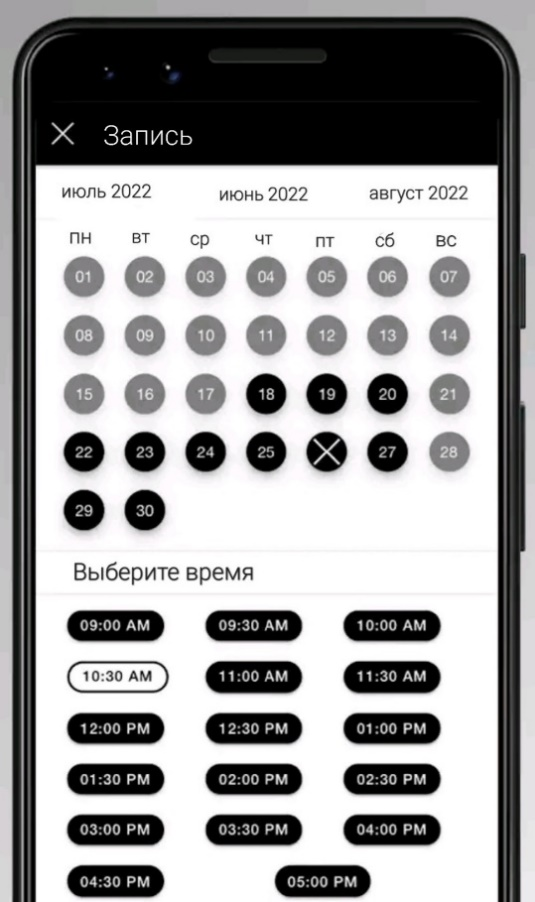 Запись
июль 2022 июнь 2022 август 2022
пн вт ср чт пт сб вс
01 02 03 04 05 06 07
08 09 10 11 12 13 14
15 16 17 18 19 20 21
22 23 24 25 27 28
29 30
Выберите время
09:00 AM 09:30 AM 10:00 AM
10:30 AM 11:00 AM 11:30 AM
12:00 PM 12:30 PM 01:00 PM
01:30 PM 02:00 PM 02:30 PM
03:00 PM 03:30 PM 04:00 PM
04:30 PM 05:00 PM